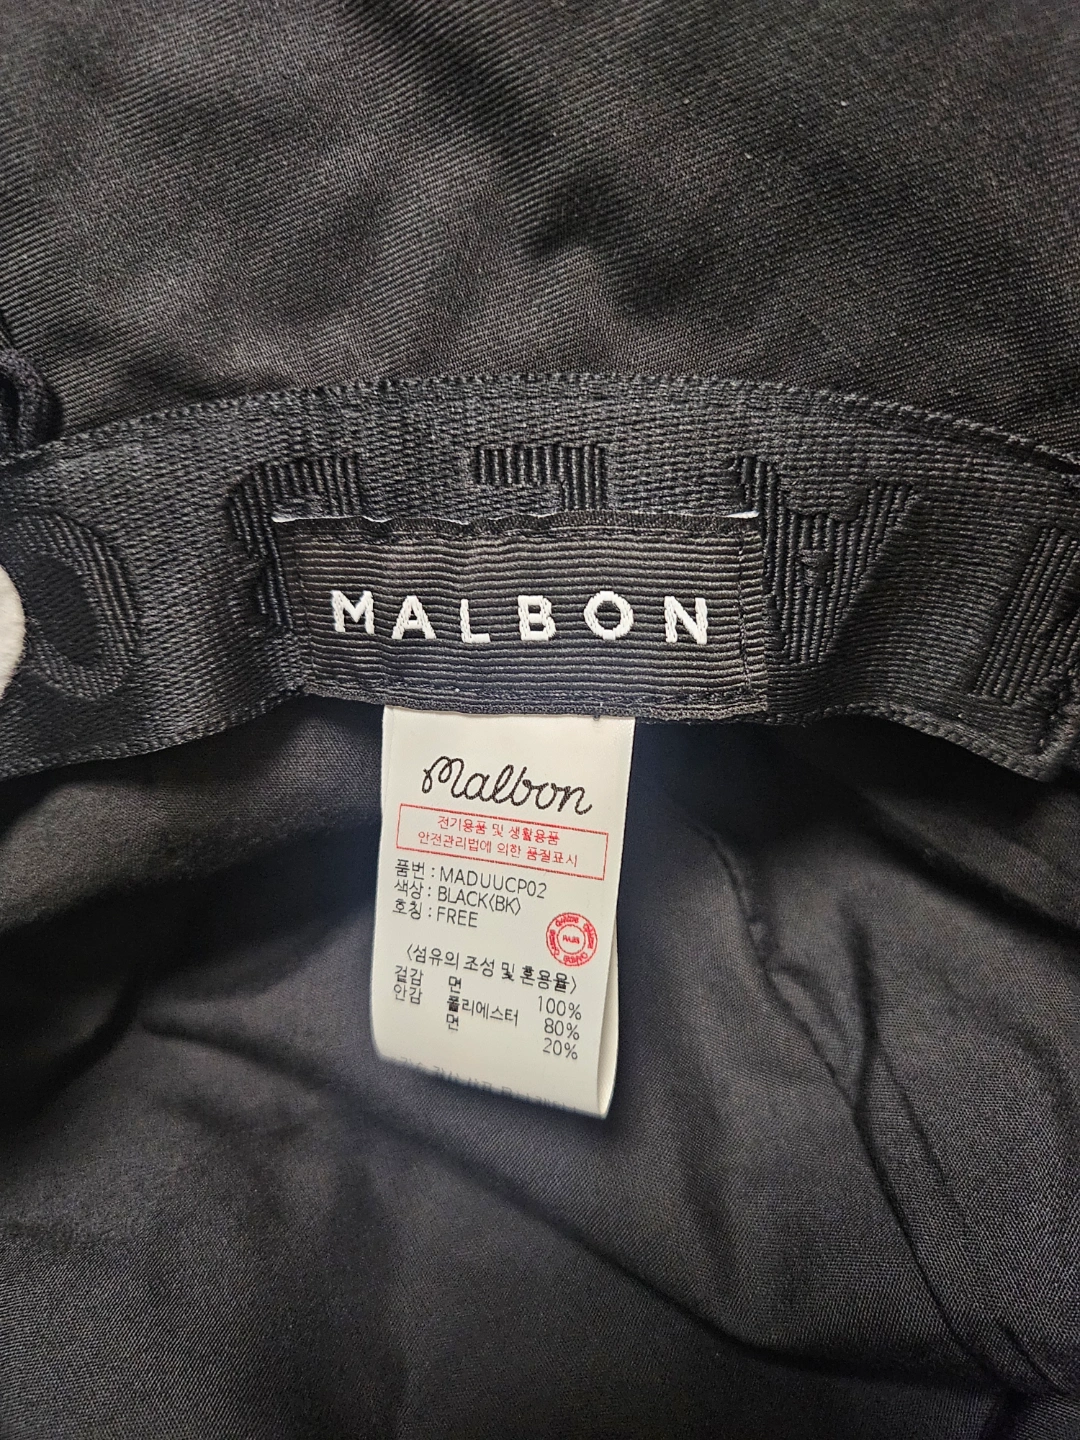 MALBON
Malbon
전기용품 및 생활용품
안전관리법에 의한 품질표시
품번 : MADUUCP02
색상 : BLACK(BK)
호칭 : FREE
〈섬유의 조성 및 혼용율〉
겉감 면 100%
안감 폴리에스터 80%
면 20%